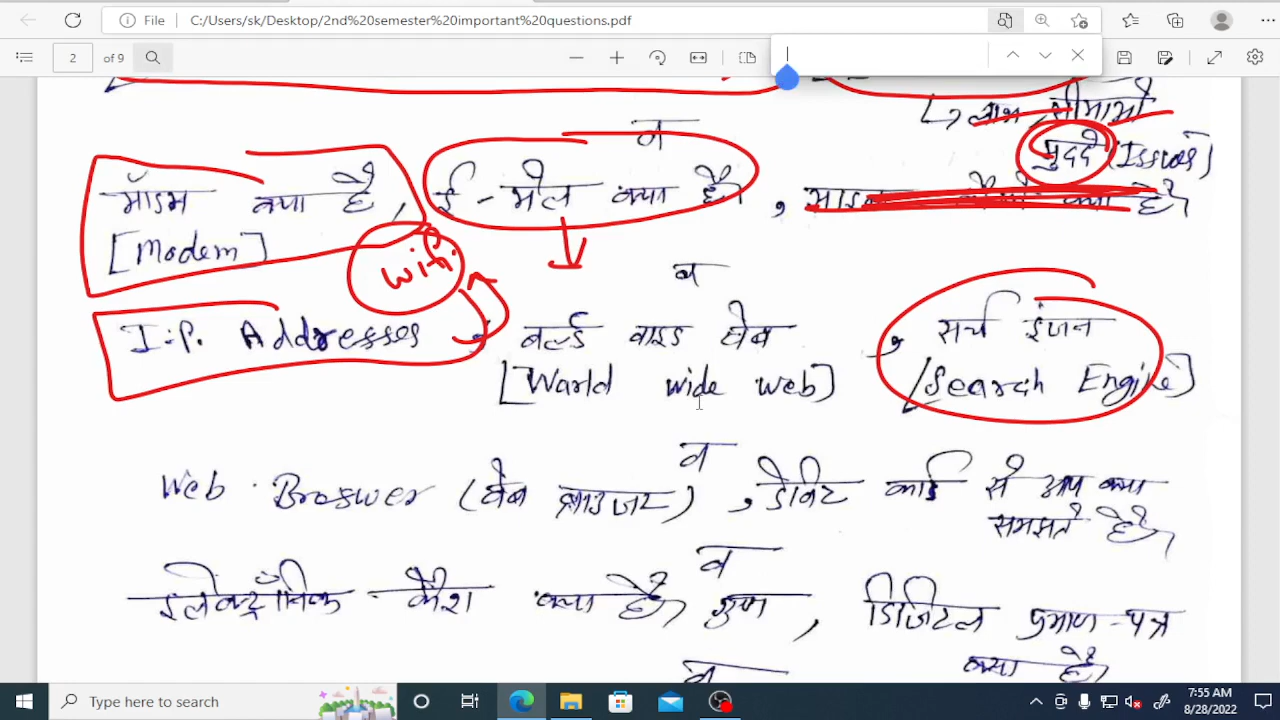 File C:/Users/sk/Desktop/2nd%20semester%20important%20questions.pdf
2 of 9
लाभ, सीमाओं
व
मुद्दे (Issues)
मॉडम क्या है, ई-मेल क्या है, क्या है,
[Modem]
Wifi
व
I.P. Addresses, वर्ल्ड वाइड वेब, सर्च इंजन
[World wide web] [Search Engine]
व
Web Broswer (वेब ब्राउजर), डेबिट कार्ड से आप क्या
समझते है,
व
इलेक्ट्रॉनिक - कैश क्या है, गुण, डिजिटल प्रमाण-पत्र
क्या है,
व
Type here to search
7:55 AM
8/28/2022